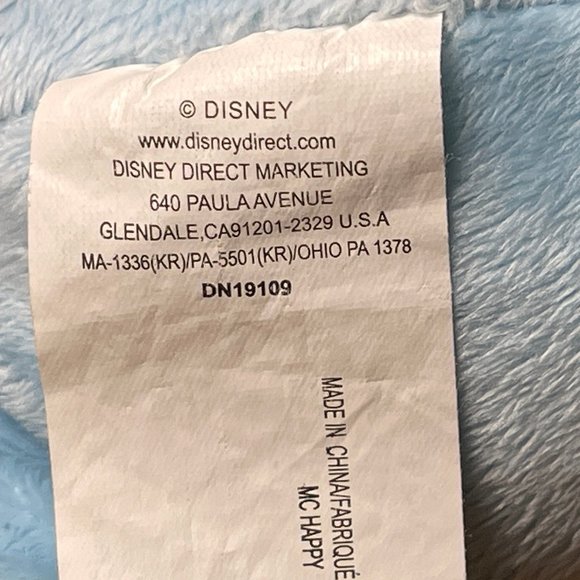 © DISNEY
www.disneydirect.com
DISNEY DIRECT MARKETING
640 PAULA AVENUE
GLENDALE,CA91201-2329 U.S.A
MA-1336(KR)/PA-5501(KR)/OHIO PA 1378
DN19109
MADE IN CHINA/FABRIQUÉ
MC HAPPY